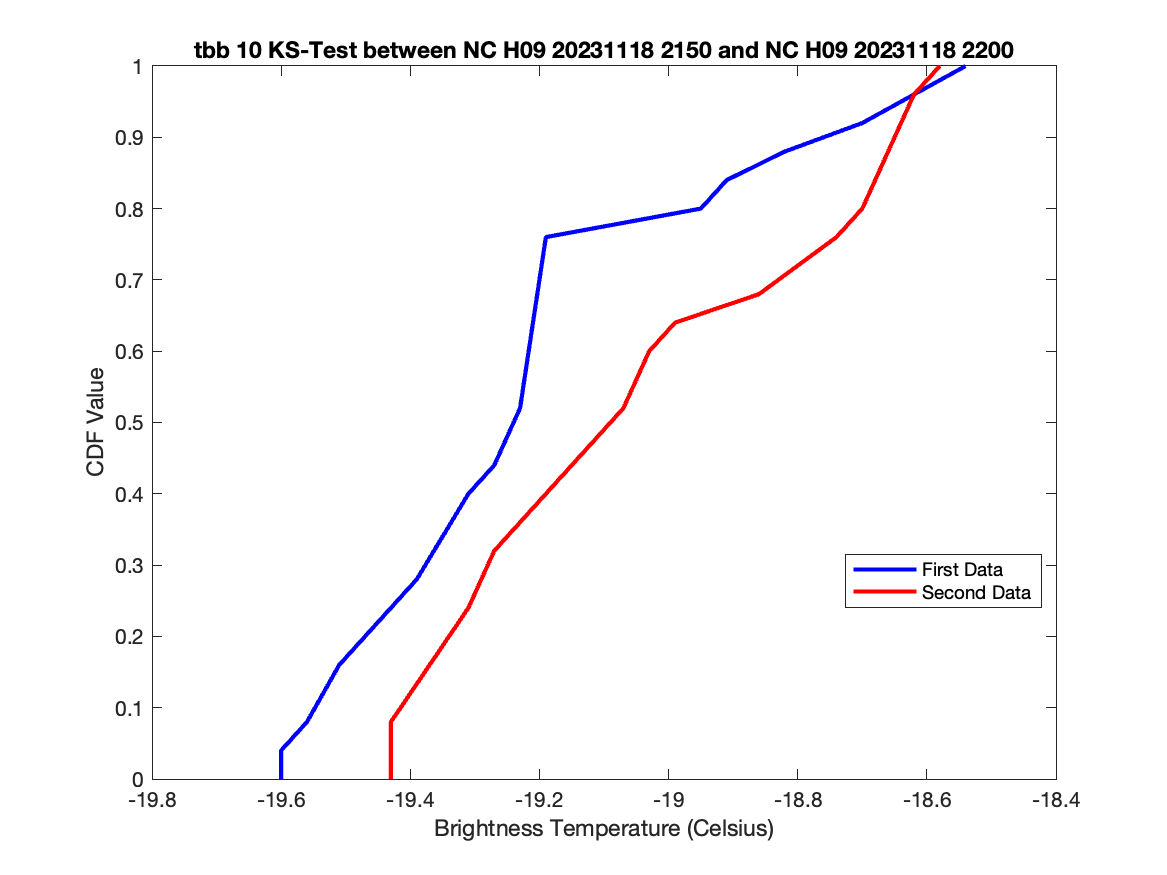 tbb 10 KS-Test between NC H09 20231118 2150 and NC H09 20231118 2200
1
0.9
0.8
0.7
0.6
0.5
0.4
0.3
0.2
0.1
0
CDF Value
First Data
Second Data
-19.8 -19.6 -19.4 -19.2 -19 -18.8 -18.6 -18.4
Brightness Temperature (Celsius)